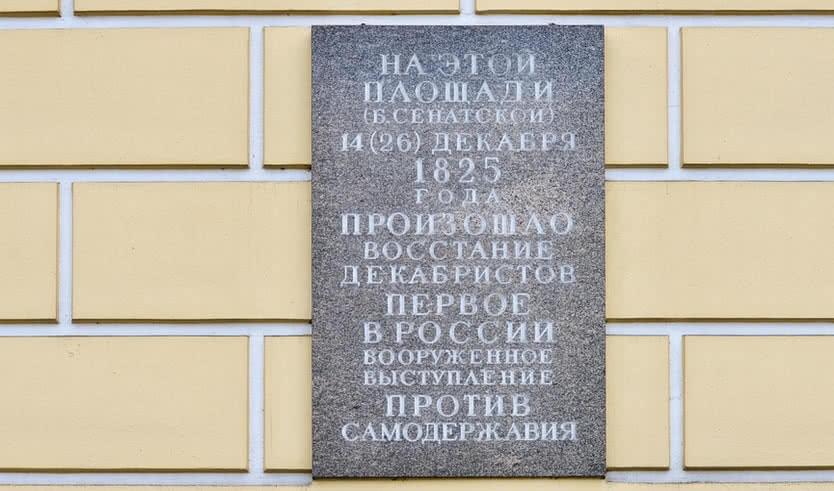 НА ЭТОЙ
ПЛОЩАДИ
(Б. СЕНАТСКОЙ)
14 (26) ДЕКАБРЯ
1825
ГОДА
ПРОИЗОШЛО
ВОССТАНИЕ
ДЕКАБРИСТОВ
ПЕРВОЕ
В РОССИИ
ВООРУЖЕННОЕ
ВЫСТУПЛЕНИЕ
ПРОТИВ
САМОДЕРЖАВИЯ